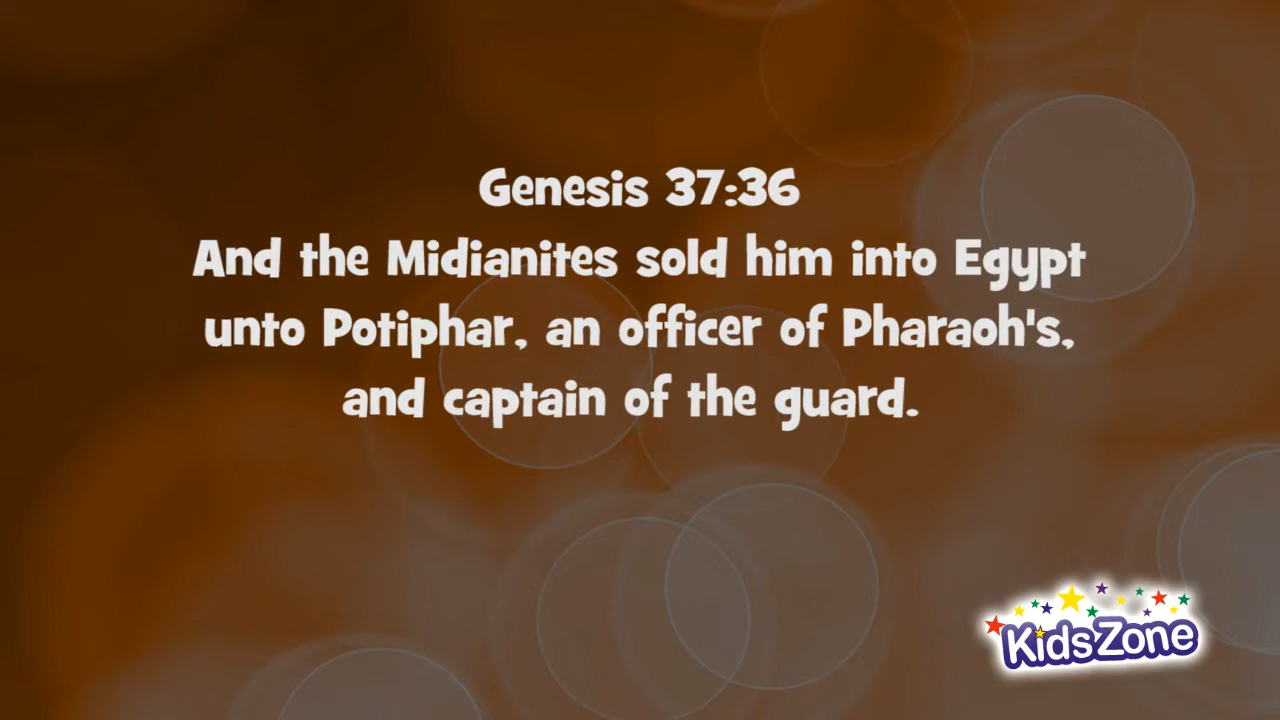 Genesis 37:36
And the Midianites sold him into Egypt
unto Potiphar, an officer of Pharaoh's,
and captain of the guard.
KidsZone